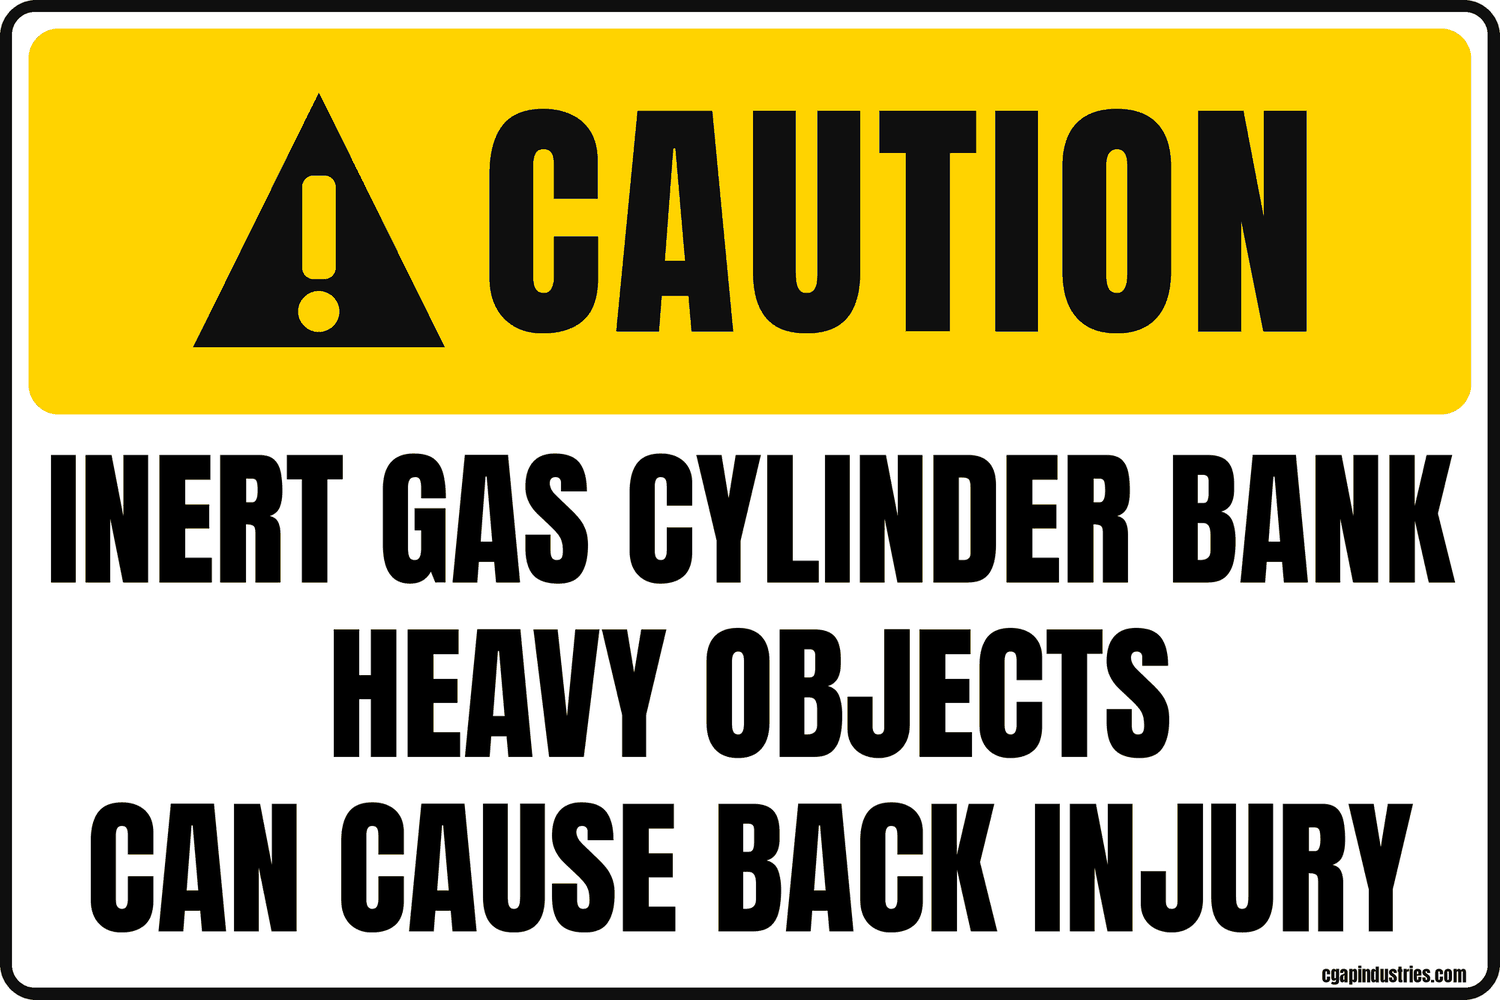 CAUTION
INERT GAS CYLINDER BANK
HEAVY OBJECTS
CAN CAUSE BACK INJURY
cgapindustries.com